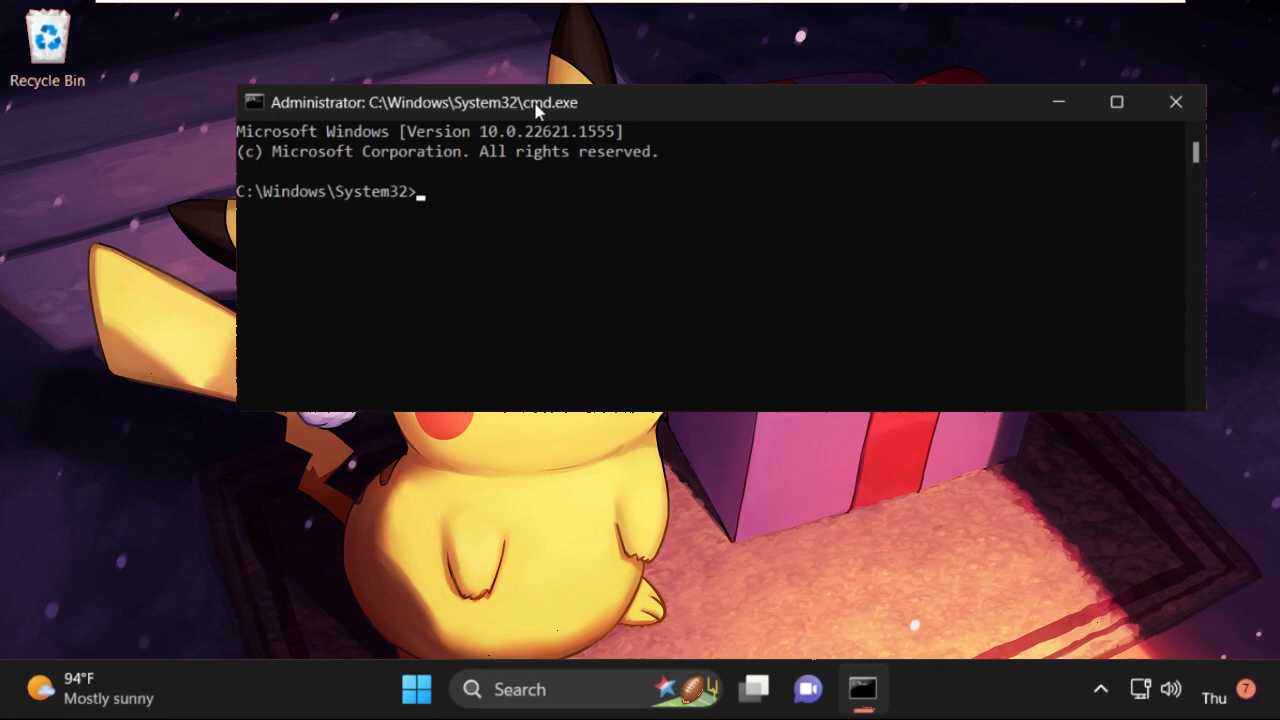 Recycle Bin
Administrator: C:\Windows\System32\cmd.exe
Microsoft Windows [Version 10.0.22621.1555]
(c) Microsoft Corporation. All rights reserved.
C:\Windows\System32>
94°F
Mostly sunny
Search
Thu
7